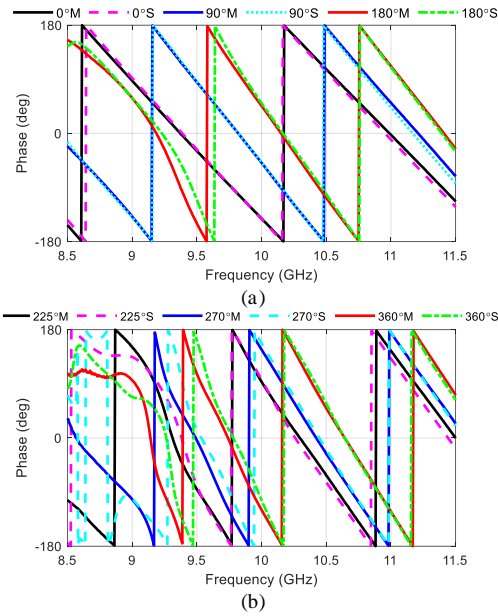 0°M 0°S 90°M 90°S 180°M 180°S
180
0
-180
Phase (deg)
8.5 9 9.5 10 10.5 11 11.5
Frequency (GHz)
(a)
225°M 225°S 270°M 270°S 360°M 360°S
180
0
-180
Phase (deg)
8.5 9 9.5 10 10.5 11 11.5
Frequency (GHz)
(b)